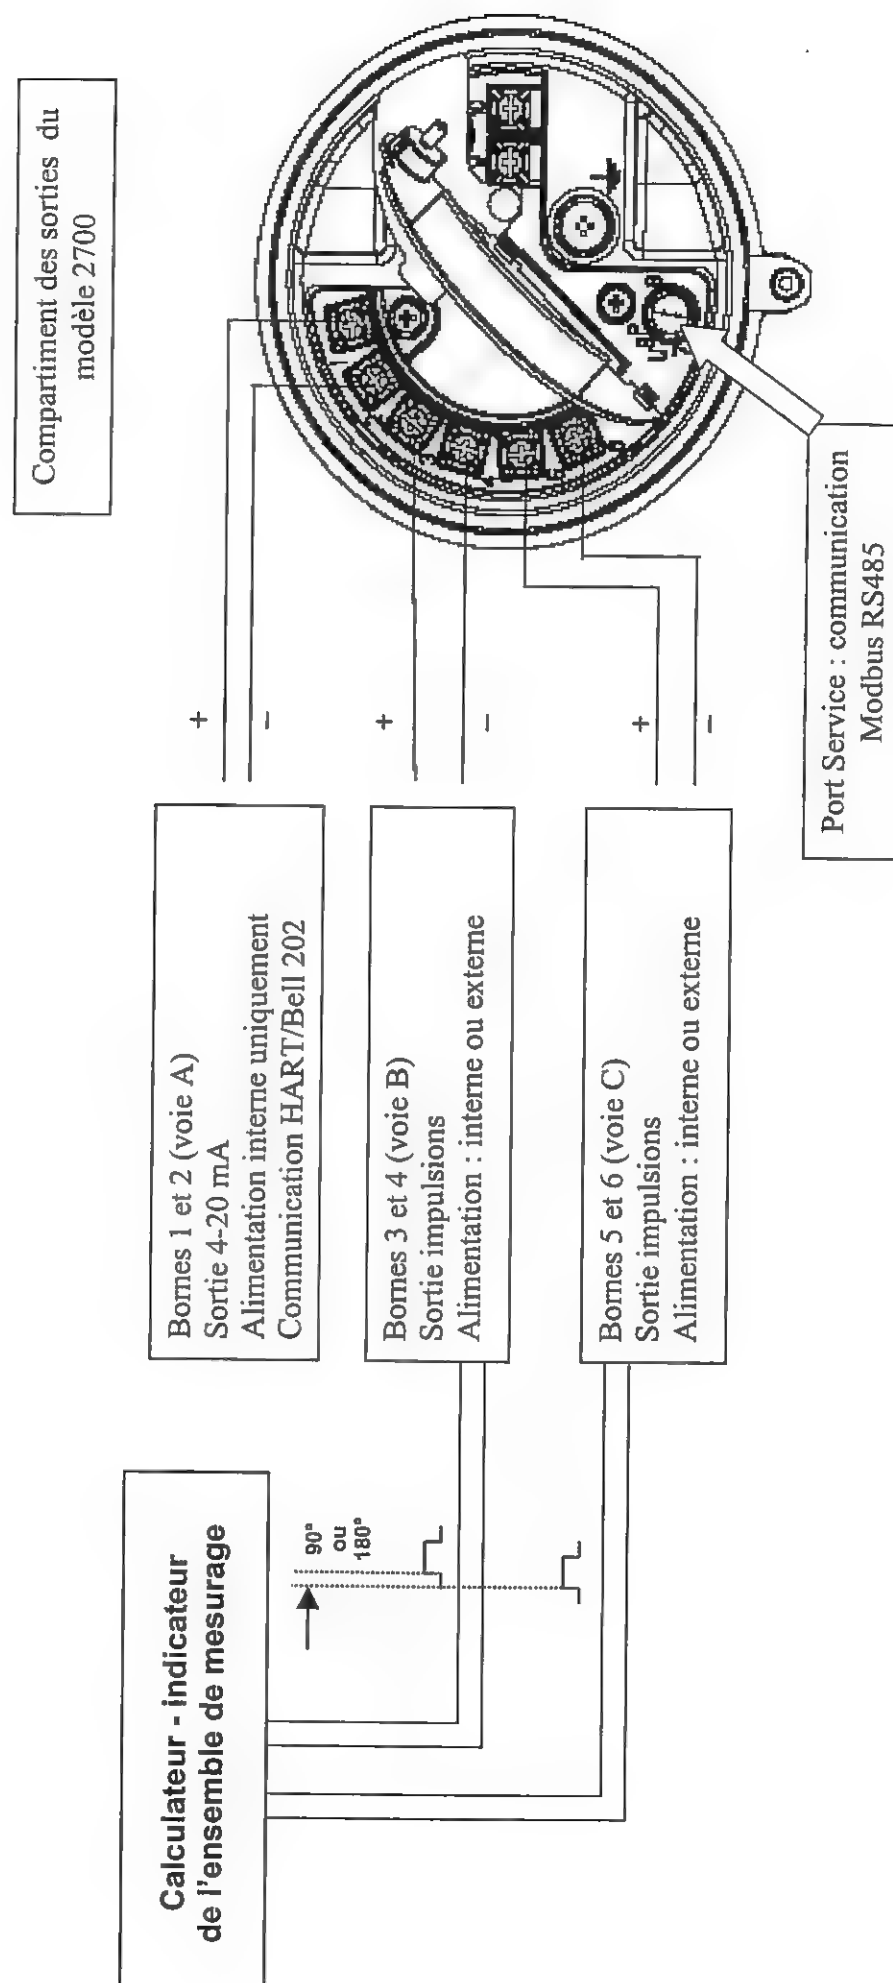 Compartiment des sorties du
modèle 2700
Bornes 1 et 2 (voie A)
Sortie 4-20 mA
Alimentation interne uniquement
Communication HART/Bell 202
+
-
Bornes 3 et 4 (voie B)
Sortie impulsions
Alimentation : interne ou externe
+
-
Bornes 5 et 6 (voie C)
Sortie impulsions
Alimentation : interne ou externe
+
-
Port Service : communication
Modbus RS485
Calculateur - indicateur
de l'ensemble de mesurage
90°
ou
180°